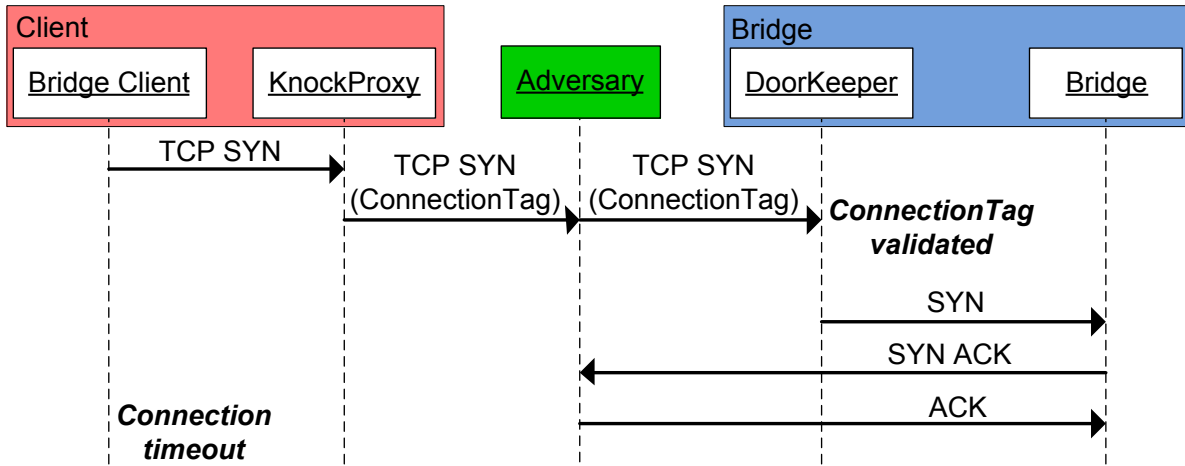 Client
Bridge
Bridge Client
KnockProxy
Adversary
DoorKeeper
Bridge
TCP SYN
TCP SYN
(ConnectionTag)
TCP SYN
(ConnectionTag)
ConnectionTag
validated
SYN
SYN ACK
ACK
Connection
timeout